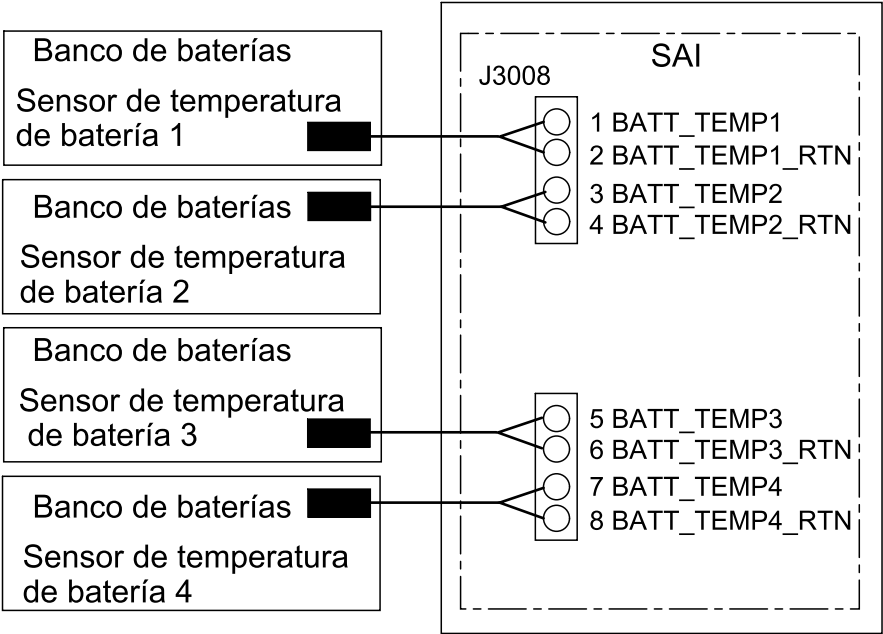 Banco de baterías
Sensor de temperatura
de batería 1
Banco de baterías
Sensor de temperatura
de batería 2
Banco de baterías
Sensor de temperatura
de batería 3
Banco de baterías
Sensor de temperatura
de batería 4
SAI
J3008
1 BATT_TEMP1
2 BATT_TEMP1_RTN
3 BATT_TEMP2
4 BATT_TEMP2_RTN
5 BATT_TEMP3
6 BATT_TEMP3_RTN
7 BATT_TEMP4
8 BATT_TEMP4_RTN